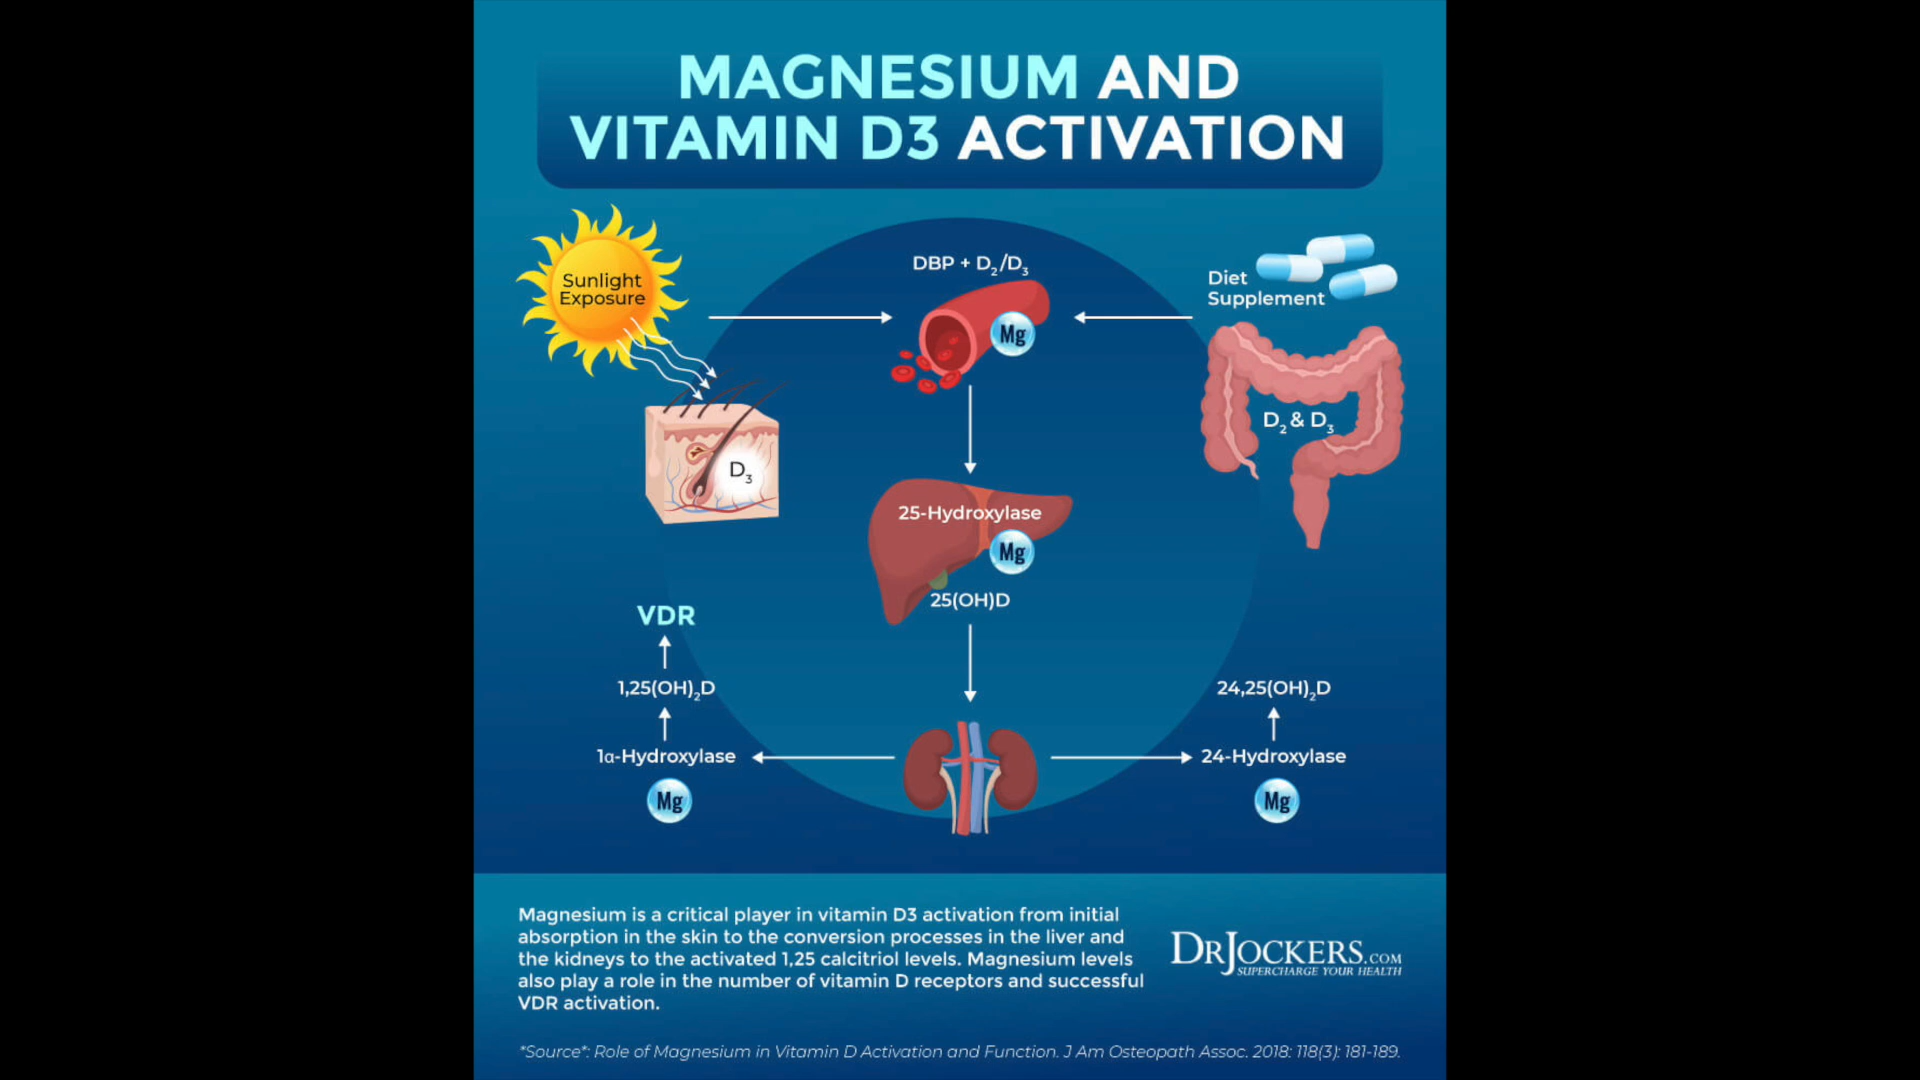 MAGNESIUM AND
VITAMIN D3 ACTIVATION
Sunlight
Exposure
DBP + D₂/D₃
Mg
Diet
Supplement
D₂ & D₃
D₃
25-Hydroxylase
Mg
25(OH)D
VDR
1,25(OH)₂D
1α-Hydroxylase
Mg
24,25(OH)₂D
24-Hydroxylase
Mg
Magnesium is a critical player in vitamin D3 activation from initial
absorption in the skin to the conversion processes in the liver and
the kidneys to the activated 1,25 calcitriol levels. Magnesium levels
also play a role in the number of vitamin D receptors and successful
VDR activation.
DRJOCKERS.COM
SUPERCHARGE YOUR HEALTH
*Source*: Role of Magnesium in Vitamin D Activation and Function. J Am Osteopath Assoc. 2018: 118(3): 181-189.